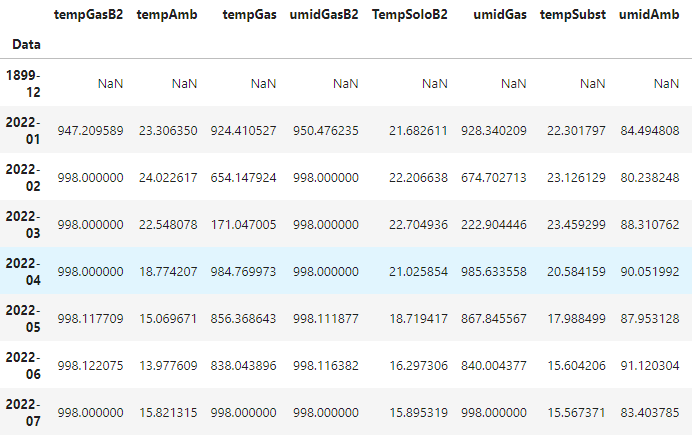 tempGasB2 tempAmb tempGas umidGasB2 TempSoloB2 umidGas tempSubst umidAmb
Data
1899-12 NaN NaN NaN NaN NaN NaN NaN NaN
2022-01 947.209589 23.306350 924.410527 950.476235 21.682611 928.340209 22.301797 84.494808
2022-02 998.000000 24.022617 654.147924 998.000000 22.206638 674.702713 23.126129 80.238248
2022-03 998.000000 22.548078 171.047005 998.000000 22.704936 222.904446 23.459299 88.310762
2022-04 998.000000 18.774207 984.769973 998.000000 21.025854 985.633558 20.584159 90.051992
2022-05 998.117709 15.069671 856.368643 998.111877 18.719417 867.845567 17.988499 87.953128
2022-06 998.122075 13.977609 838.043896 998.116382 16.297306 840.004377 15.604206 91.120304
2022-07 998.000000 15.821315 998.000000 998.000000 15.895319 998.000000 15.567371 83.403785